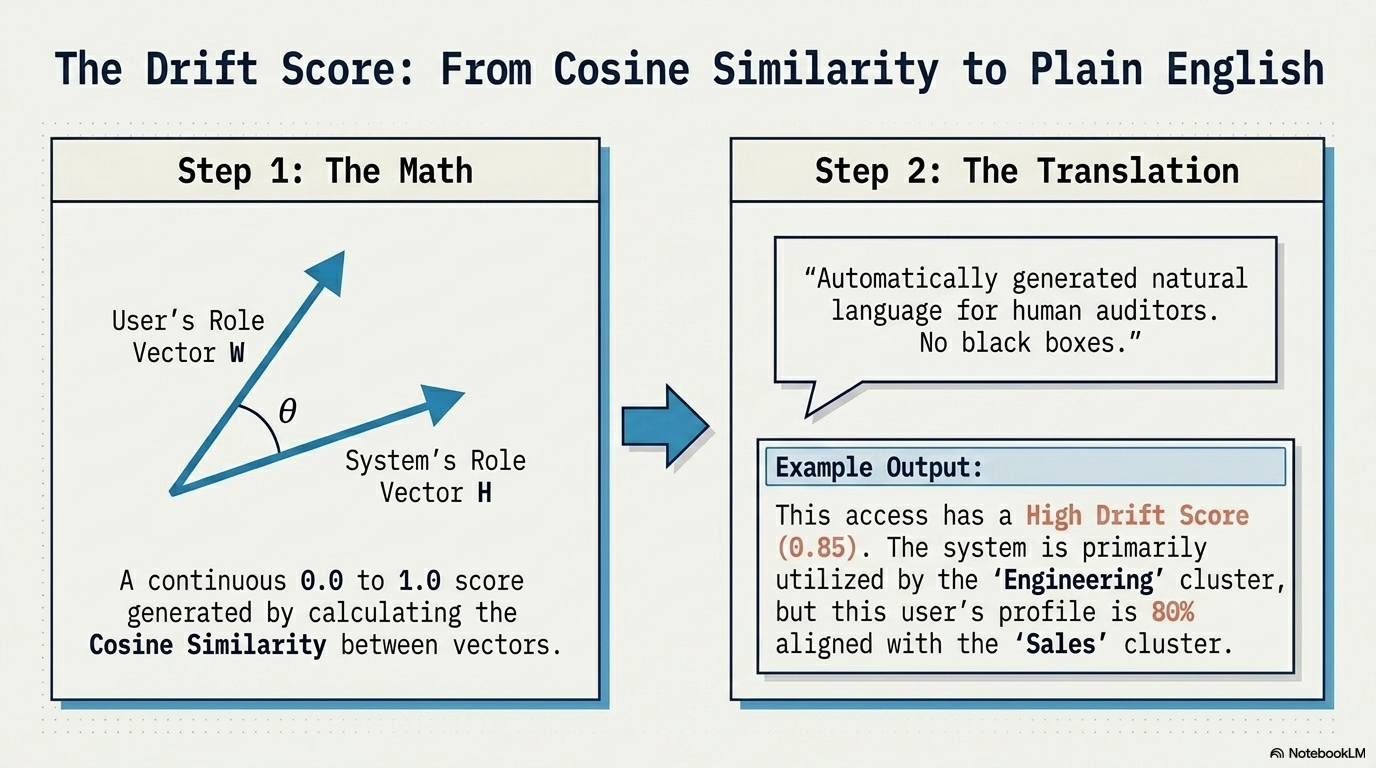 The Drift Score: From Cosine Similarity to Plain English
Step 1: The Math
User’s Role
Vector W
θ
System’s Role
Vector H
A continuous 0.0 to 1.0 score
generated by calculating the
Cosine Similarity between vectors.
Step 2: The Translation
“Automatically generated natural
language for human auditors.
No black boxes.”
Example Output:
This access has a High Drift Score
(0.85). The system is primarily
utilized by the ‘Engineering’ cluster,
but this user’s profile is 80%
aligned with the ‘Sales’ cluster.
NotebookLM